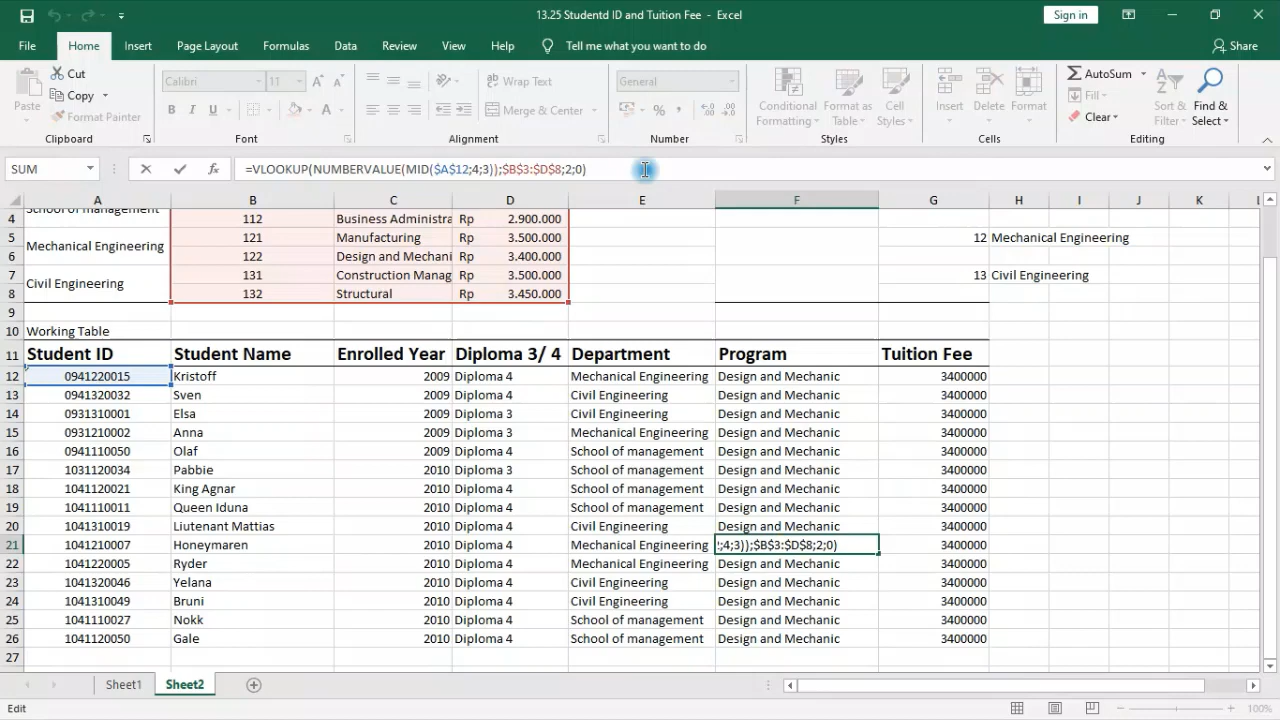 13.25 Studentd ID and Tuition Fee - Excel
Sign in
File Home Insert Page Layout Formulas Data Review View Help Tell me what you want to do Share
Paste Cut Copy Format Painter Clipboard
Calibri 11 B I U A Font
Wrap Text Merge & Center Alignment
General % Number
Conditional Formatting Format as Table Cell Styles Styles
Insert Delete Format Cells
AutoSum Fill Clear Sort & Filter Find & Select Editing
SUM fx =VLOOKUP(NUMBERVALUE(MID($A$12;4;3));$B$3:$D$8;2;0)
A B C D E F G H I J K
School of management
4 112 Business Administra Rp 2.900.000
5 Mechanical Engineering 121 Manufacturing Rp 3.500.000 12 Mechanical Engineering
6 122 Design and Mechani Rp 3.400.000
7 Civil Engineering 131 Construction Manag Rp 3.500.000 13 Civil Engineering
8 132 Structural Rp 3.450.000
9
10 Working Table
11 Student ID Student Name Enrolled Year Diploma 3/ 4 Department Program Tuition Fee
12 0941220015 Kristoff 2009 Diploma 4 Mechanical Engineering Design and Mechanic 3400000
13 0941320032 Sven 2009 Diploma 4 Civil Engineering Design and Mechanic 3400000
14 0931310001 Elsa 2009 Diploma 3 Civil Engineering Design and Mechanic 3400000
15 0931210002 Anna 2009 Diploma 3 Mechanical Engineering Design and Mechanic 3400000
16 0941110050 Olaf 2009 Diploma 4 School of management Design and Mechanic 3400000
17 1031120034 Pabbie 2010 Diploma 3 School of management Design and Mechanic 3400000
18 1041120021 King Agnar 2010 Diploma 4 School of management Design and Mechanic 3400000
19 1041110011 Queen Iduna 2010 Diploma 4 School of management Design and Mechanic 3400000
20 1041310019 Liutenant Mattias 2010 Diploma 4 Civil Engineering Design and Mechanic 3400000
21 1041210007 Honeymaren 2010 Diploma 4 Mechanical Engineering ;4;3));$B$3:$D$8;2;0) 3400000
22 1041220005 Ryder 2010 Diploma 4 Mechanical Engineering Design and Mechanic 3400000
23 1041320046 Yelana 2010 Diploma 4 Civil Engineering Design and Mechanic 3400000
24 1041310049 Bruni 2010 Diploma 4 Civil Engineering Design and Mechanic 3400000
25 1041110027 Nokk 2010 Diploma 4 School of management Design and Mechanic 3400000
26 1041120050 Gale 2010 Diploma 4 School of management Design and Mechanic 3400000
27
Sheet1 Sheet2
Edit 100%